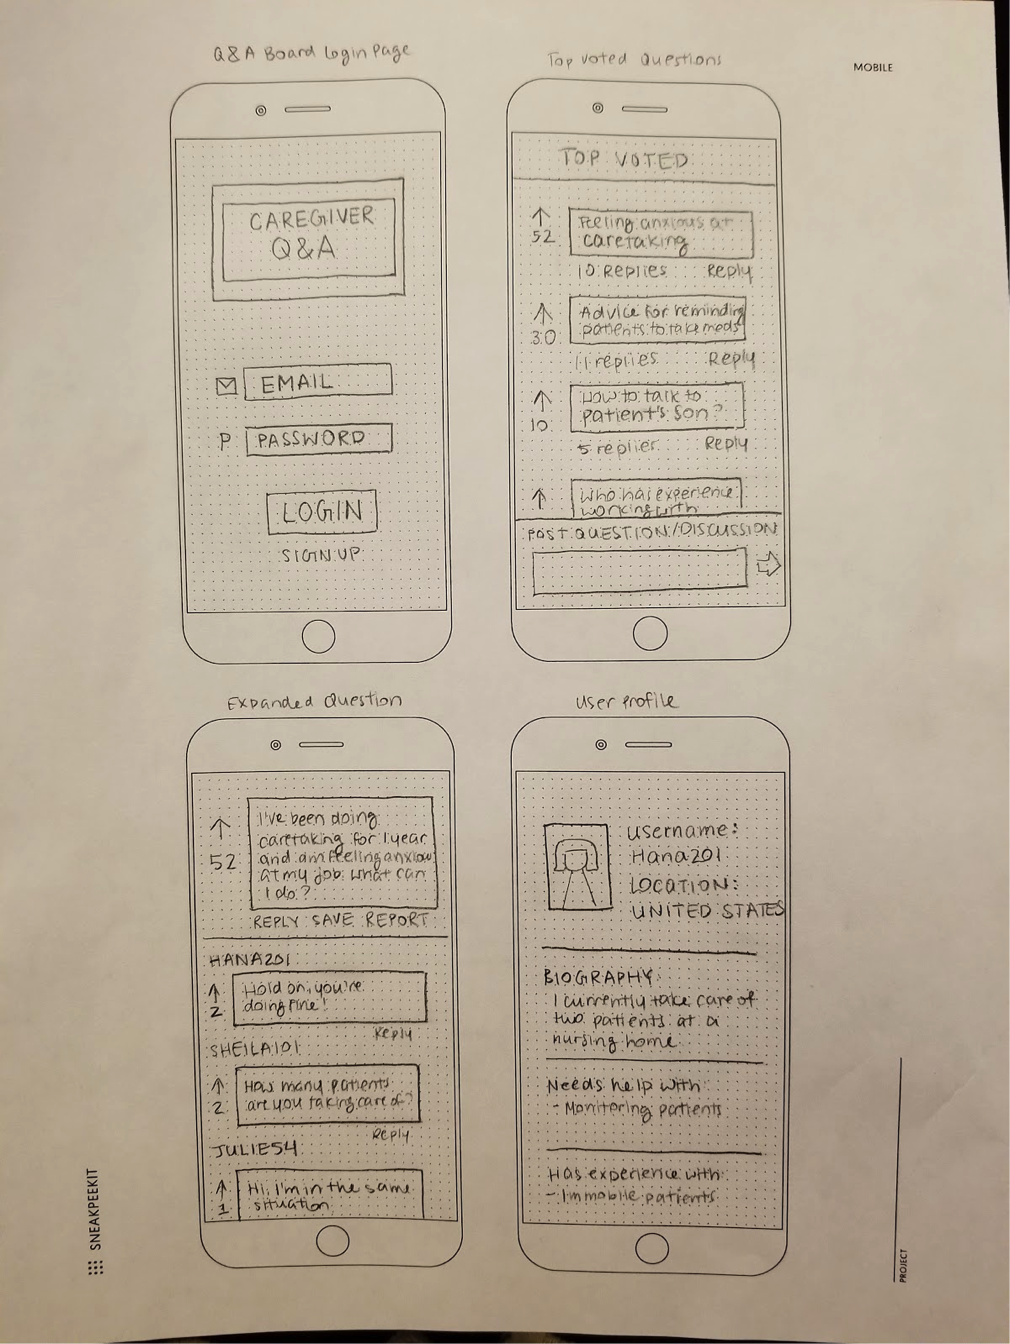 MOBILE
Q&A Board Login Page
CAREGIVER
Q&A
EMAIL
P PASSWORD
LOGIN
SIGN UP
Top Voted Questions
TOP VOTED
52
Feeling anxious at
caretaking
10 Replies Reply
30
Advice for reminding
patients to take meds
11 replies Reply
10
How to talk to
patient's son?
5 replies Reply
Who has experience
working with
POST QUESTION/DISCUSSION
Expanded Question
52
I've been doing
caretaking for 1 year
and am feeling anxious
at my job. What can
I do?
REPLY SAVE REPORT
HANA201
2
Hold on, you're
doing fine!
Reply
SHEILA101
2
How many patients
are you taking care of?
Reply
JULIE54
1
Hi, I'm in the same
situation
User Profile
Username:
Hana201
LOCATION:
UNITED STATES
BIOGRAPHY:
I currently take care of
two patients at a
nursing home
Needs help with
- Monitoring patients
Has experience with
- Immobile patients
SNEAKPEEKIT
PROJECT